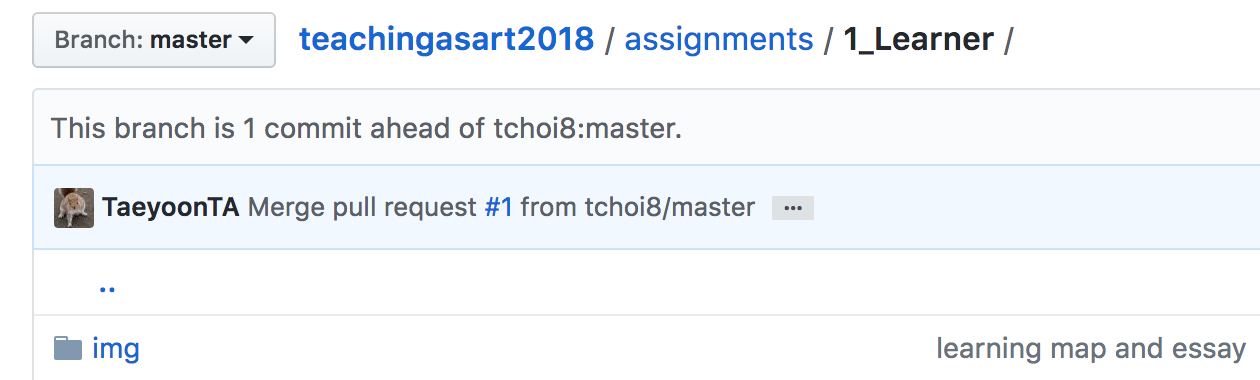 Branch: master teachingasart2018 / assignments / 1_Learner /
This branch is 1 commit ahead of tchoi8:master.
TaeyoonTA Merge pull request #1 from tchoi8/master ...
..
img learning map and essay